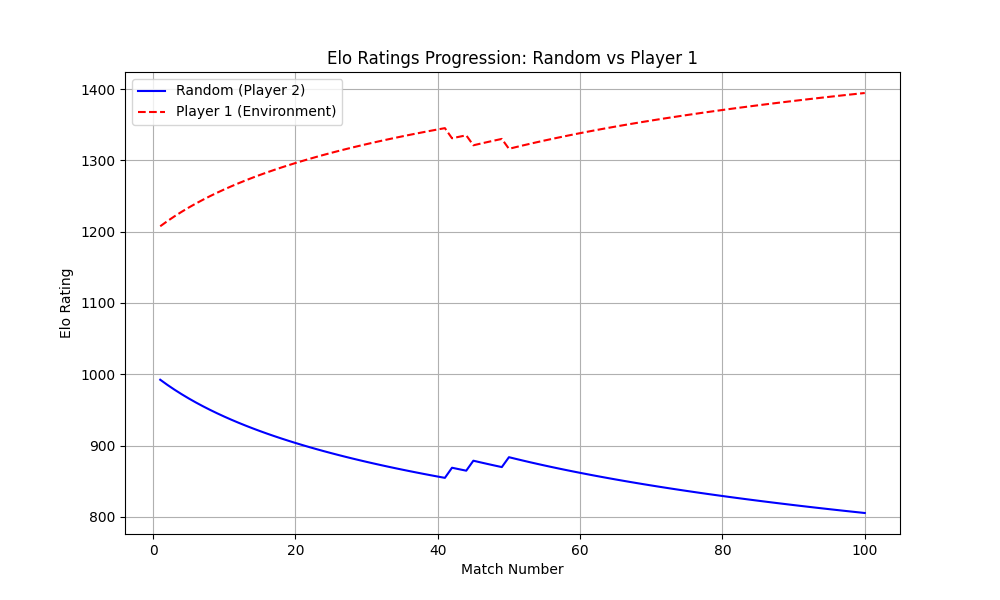 Elo Ratings Progression: Random vs Player 1
Random (Player 2)
Player 1 (Environment)
Elo Rating
1400
1300
1200
1100
1000
900
800
0 20 40 60 80 100
Match Number